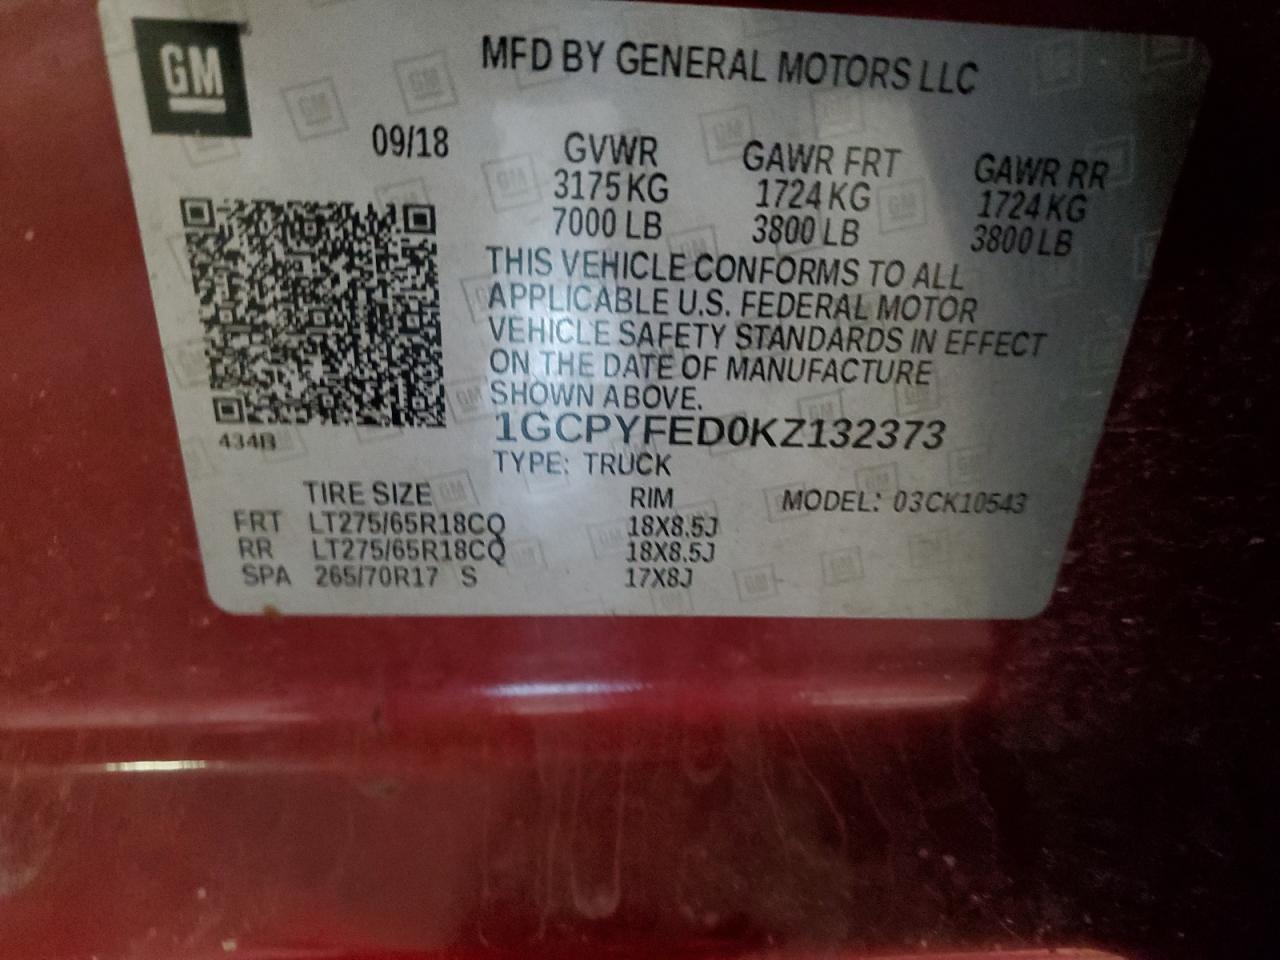 GM
MFD BY GENERAL MOTORS LLC
09/18
GVWR GAWR FRT GAWR RR
3175 KG 1724 KG 1724 KG
7000 LB 3800 LB 3800 LB
THIS VEHICLE CONFORMS TO ALL
APPLICABLE U.S. FEDERAL MOTOR
VEHICLE SAFETY STANDARDS IN EFFECT
ON THE DATE OF MANUFACTURE
SHOWN ABOVE.
1GCPYFED0KZ132373
434B
TYPE: TRUCK
TIRE SIZE RIM MODEL: 03CK10543
FRT LT275/65R18CQ 18X8.5J
RR LT275/65R18CQ 18X8.5J
SPA 265/70R17 S 17X8J